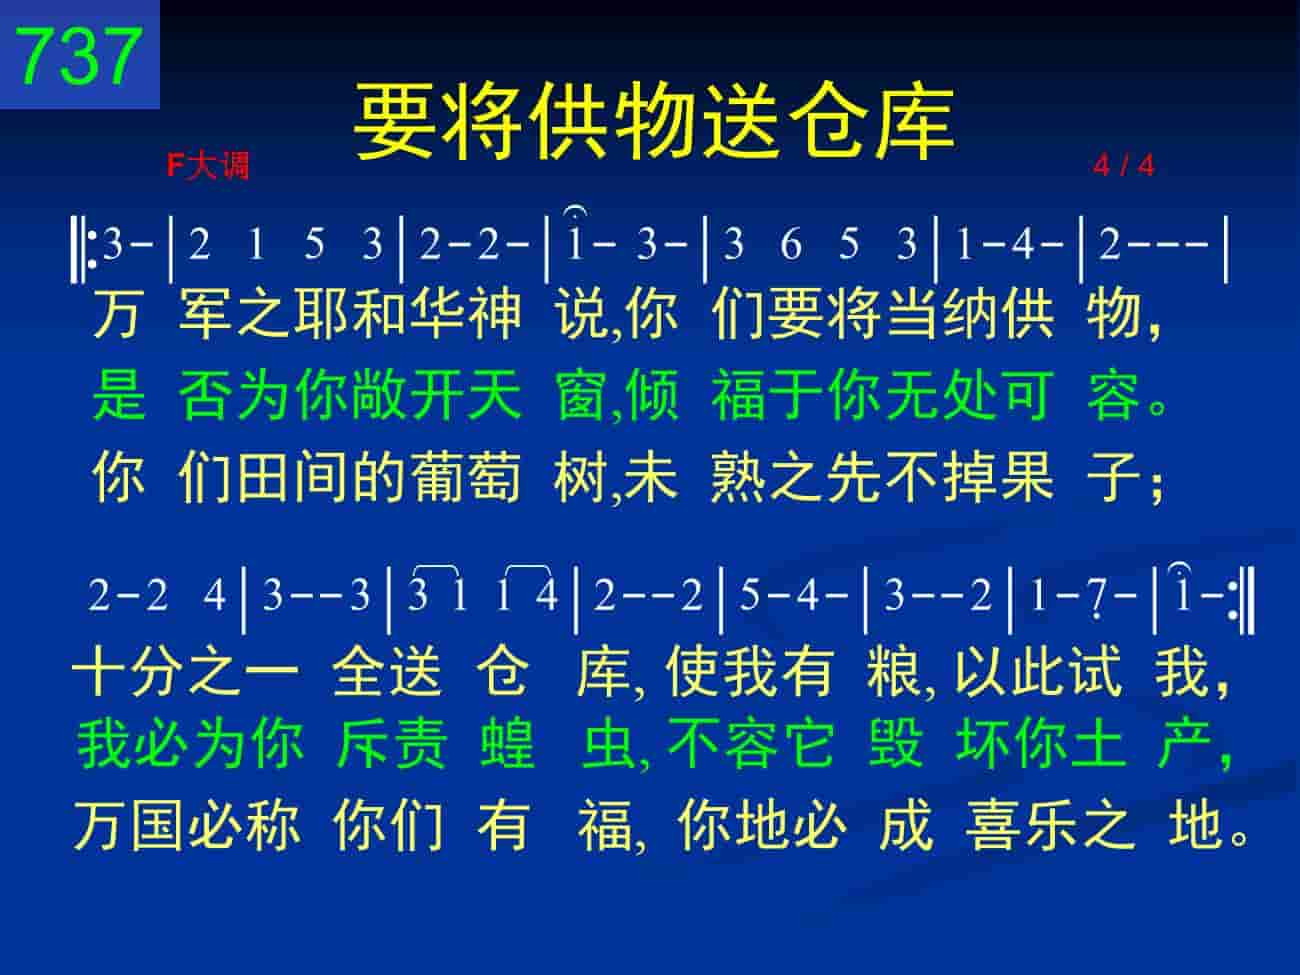 737
要将供物送仓库
F大调 4 / 4
𝄆3-|2 1 5 3|2-2-|1- 3-|3 6 5 3|1-4-|2---|
万 军之耶和华神 说,你 们要将当纳供 物,
是 否为你敞开天 窗,倾 福于你无处可 容。
你 们田间的葡萄 树,未 熟之先不掉果 子;
2-2 4|3--3|3 1 1 4|2--2|5-4-|3--2|1-7̣-|1-𝄇
十分之一 全送 仓 库, 使我有 粮, 以此试 我,
我必为你 斥责 蝗 虫, 不容它 毁 坏你土 产,
万国必称 你们 有 福, 你地必 成 喜乐之 地。